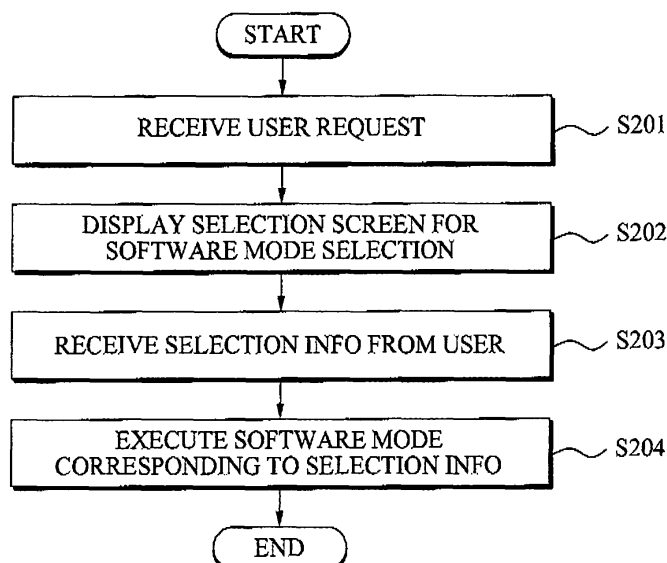 START
RECEIVE USER REQUEST
S201
DISPLAY SELECTION SCREEN FOR
SOFTWARE MODE SELECTION
S202
RECEIVE SELECTION INFO FROM USER
S203
EXECUTE SOFTWARE MODE
CORRESPONDING TO SELECTION INFO
S204
END